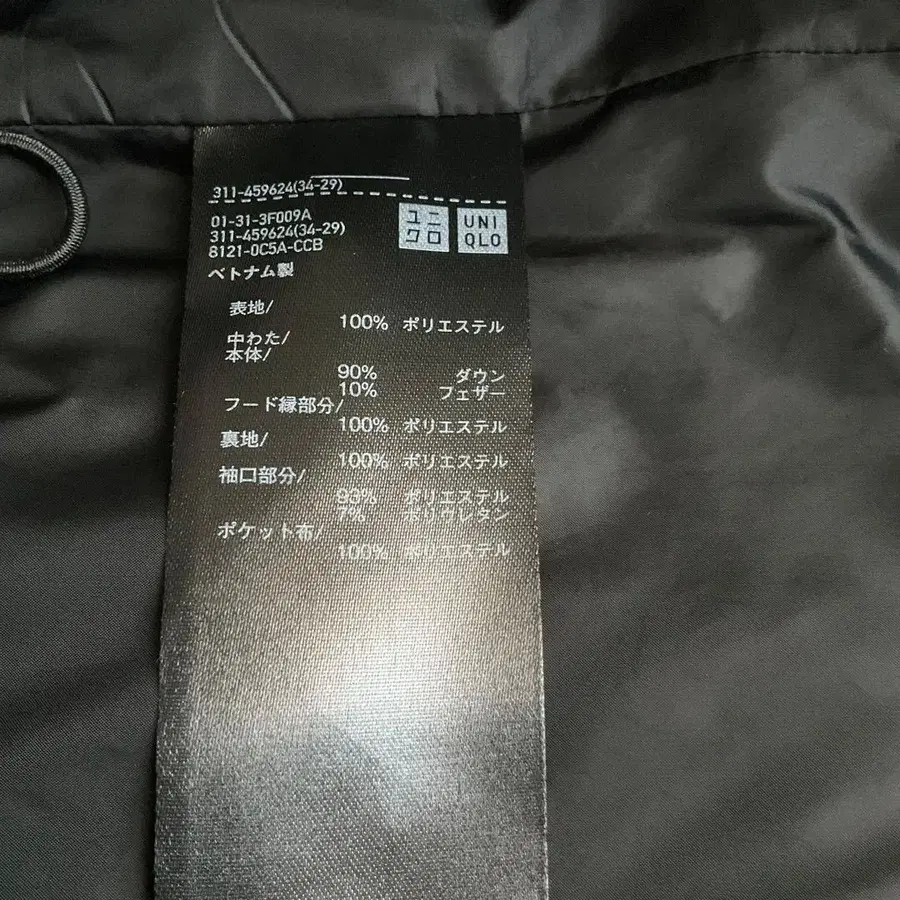 311-459624(34-29)
01-31-3F009A
311-459624(34-29)
8121-0C5A-CCB
ユニ
クロ
UNI
QLO
ベトナム製
表地/
100% ポリエステル
中わた/
本体/
90% ダウン
10% フェザー
フード縁部分/
100% ポリエステル
裏地/
100% ポリエステル
袖口部分/
93% ポリエステル
7% ポリウレタン
ポケット布/
100% ポリエステル